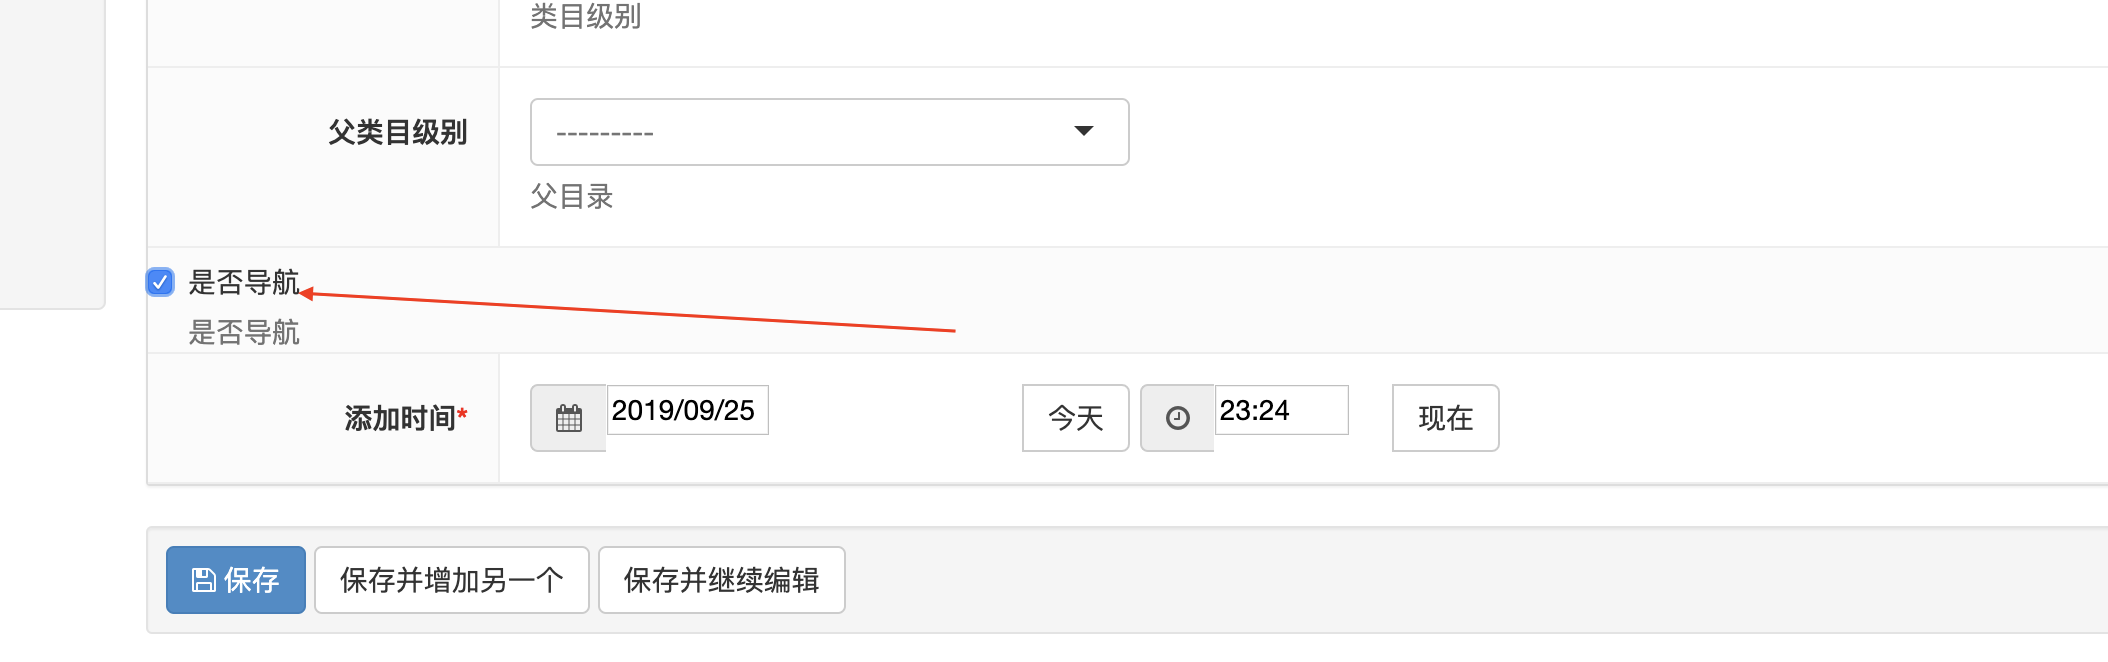 类目级别
父类目级别
---------
父目录
是否导航
是否导航
添加时间* 2019/09/25 今天 23:24 现在
保存 保存并增加另一个 保存并继续编辑